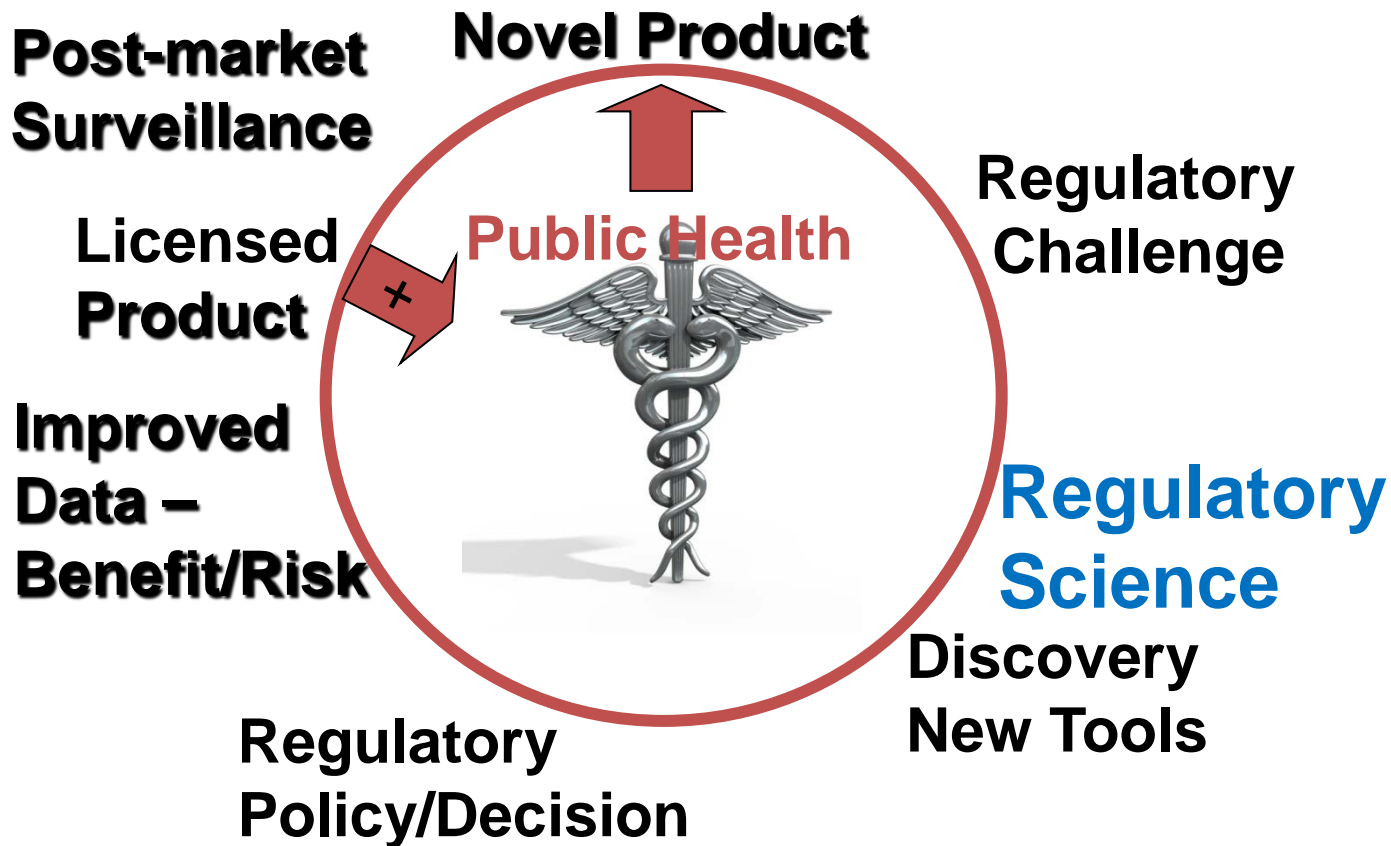 Novel Product
Post-market
Surveillance
Regulatory
Challenge
Public Health
Licensed
Product
+
Improved
Data –
Benefit/Risk
Regulatory
Science
Discovery
New Tools
Regulatory
Policy/Decision